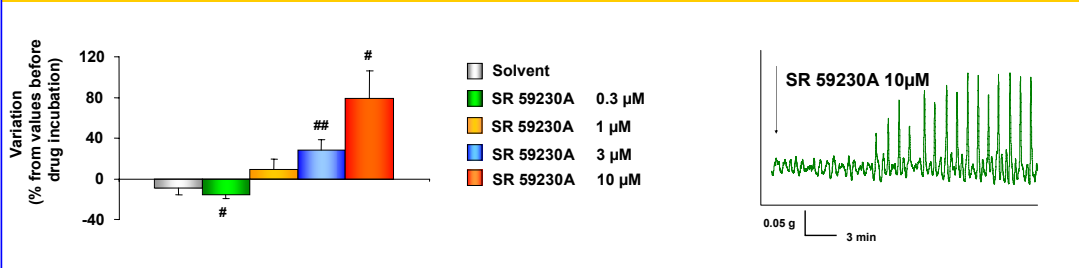 Variation
(% from values before
drug incubation)
120
80
40
0
-40
#
##
#
Solvent
SR 59230A 0.3 µM
SR 59230A 1 µM
SR 59230A 3 µM
SR 59230A 10 µM
SR 59230A 10µM
0.05 g
3 min